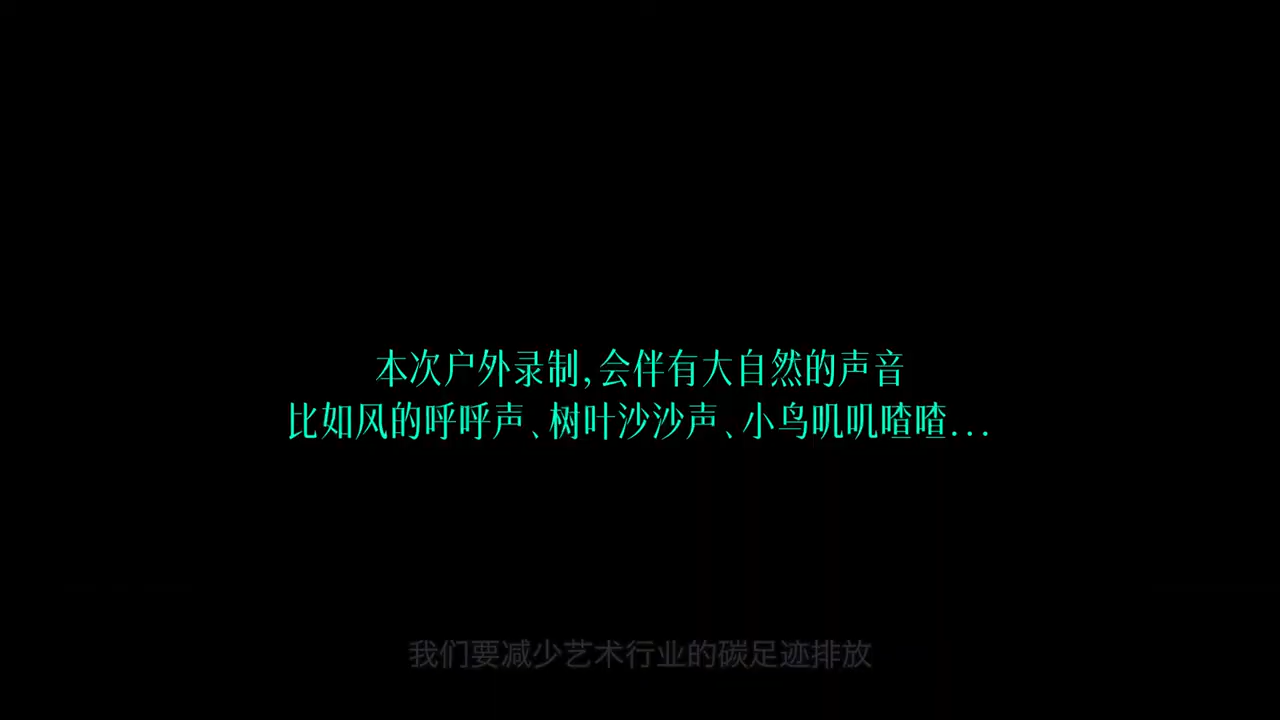 本次户外录制,会伴有大自然的声音
比如风的呼呼声、树叶沙沙声、小鸟叽叽喳喳...
我们要减少艺术行业的碳足迹排放